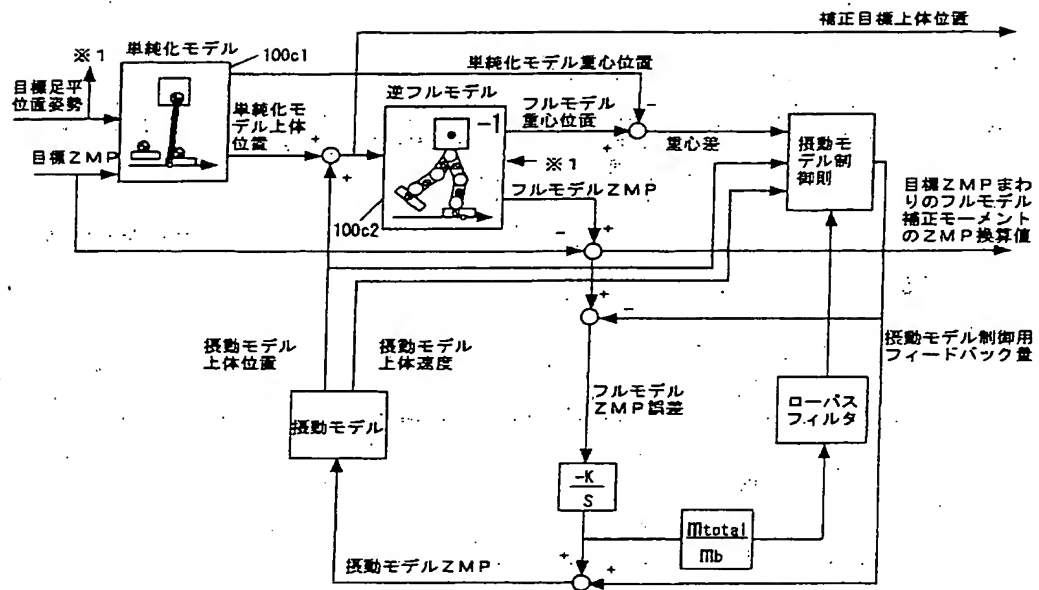 補正目標上体位置
※1
単純化モデル
100c1
単純化モデル重心位置
目標足平
位置姿勢
目標ZMP
単純化モ
デル上体
位置
+
+
逆フルモデル
-1
100c2
フルモデル
重心位置
-
+
重心差
※1
フルモデルZMP
摂動モ
デル制
御則
-
+
目標ZMPまわ
りのフルモデル
補正モーメント
のZMP換算値
+
-
摂動モデル
上体位置
摂動モデル
上体速度
摂動モデル制御用
フィードバック量
フルモデル
ZMP誤差
ローパス
フィルタ
摂動モデル
-K
S
mtotal
mb
摂動モデルZMP
+
+